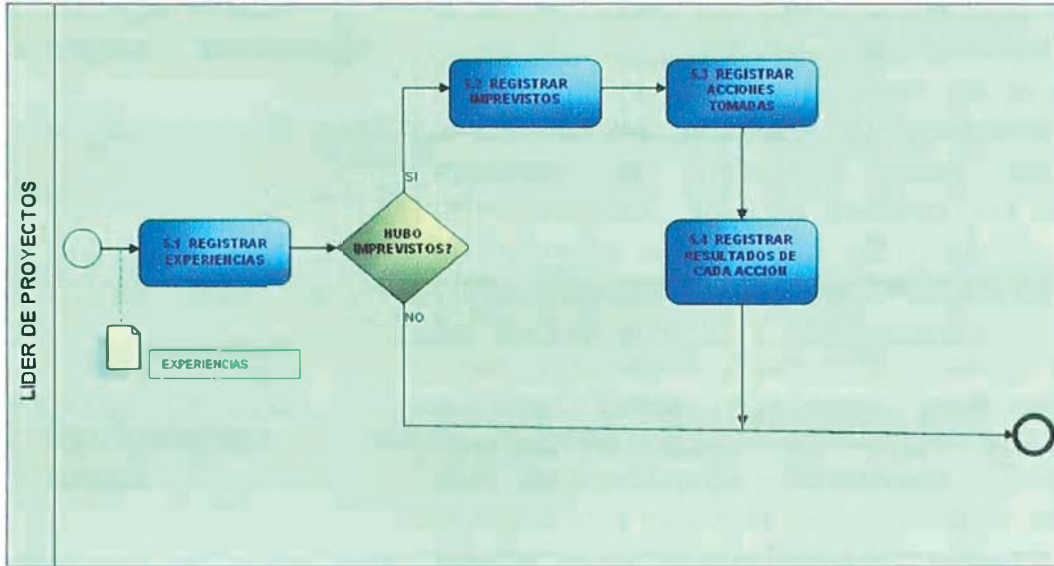 LIDER DE PROYECTOS
5.1 REGISTRAR
EXPERIENCIAS
EXPERIENCIAS
HUBO
IMPREVISTOS?
SI
NO
5.2 REGISTRAR
IMPREVISTOS
5.3 REGISTRAR
ACCIONES
TOMADAS
5.4 REGISTRAR
RESULTADOS DE
CADA ACCION